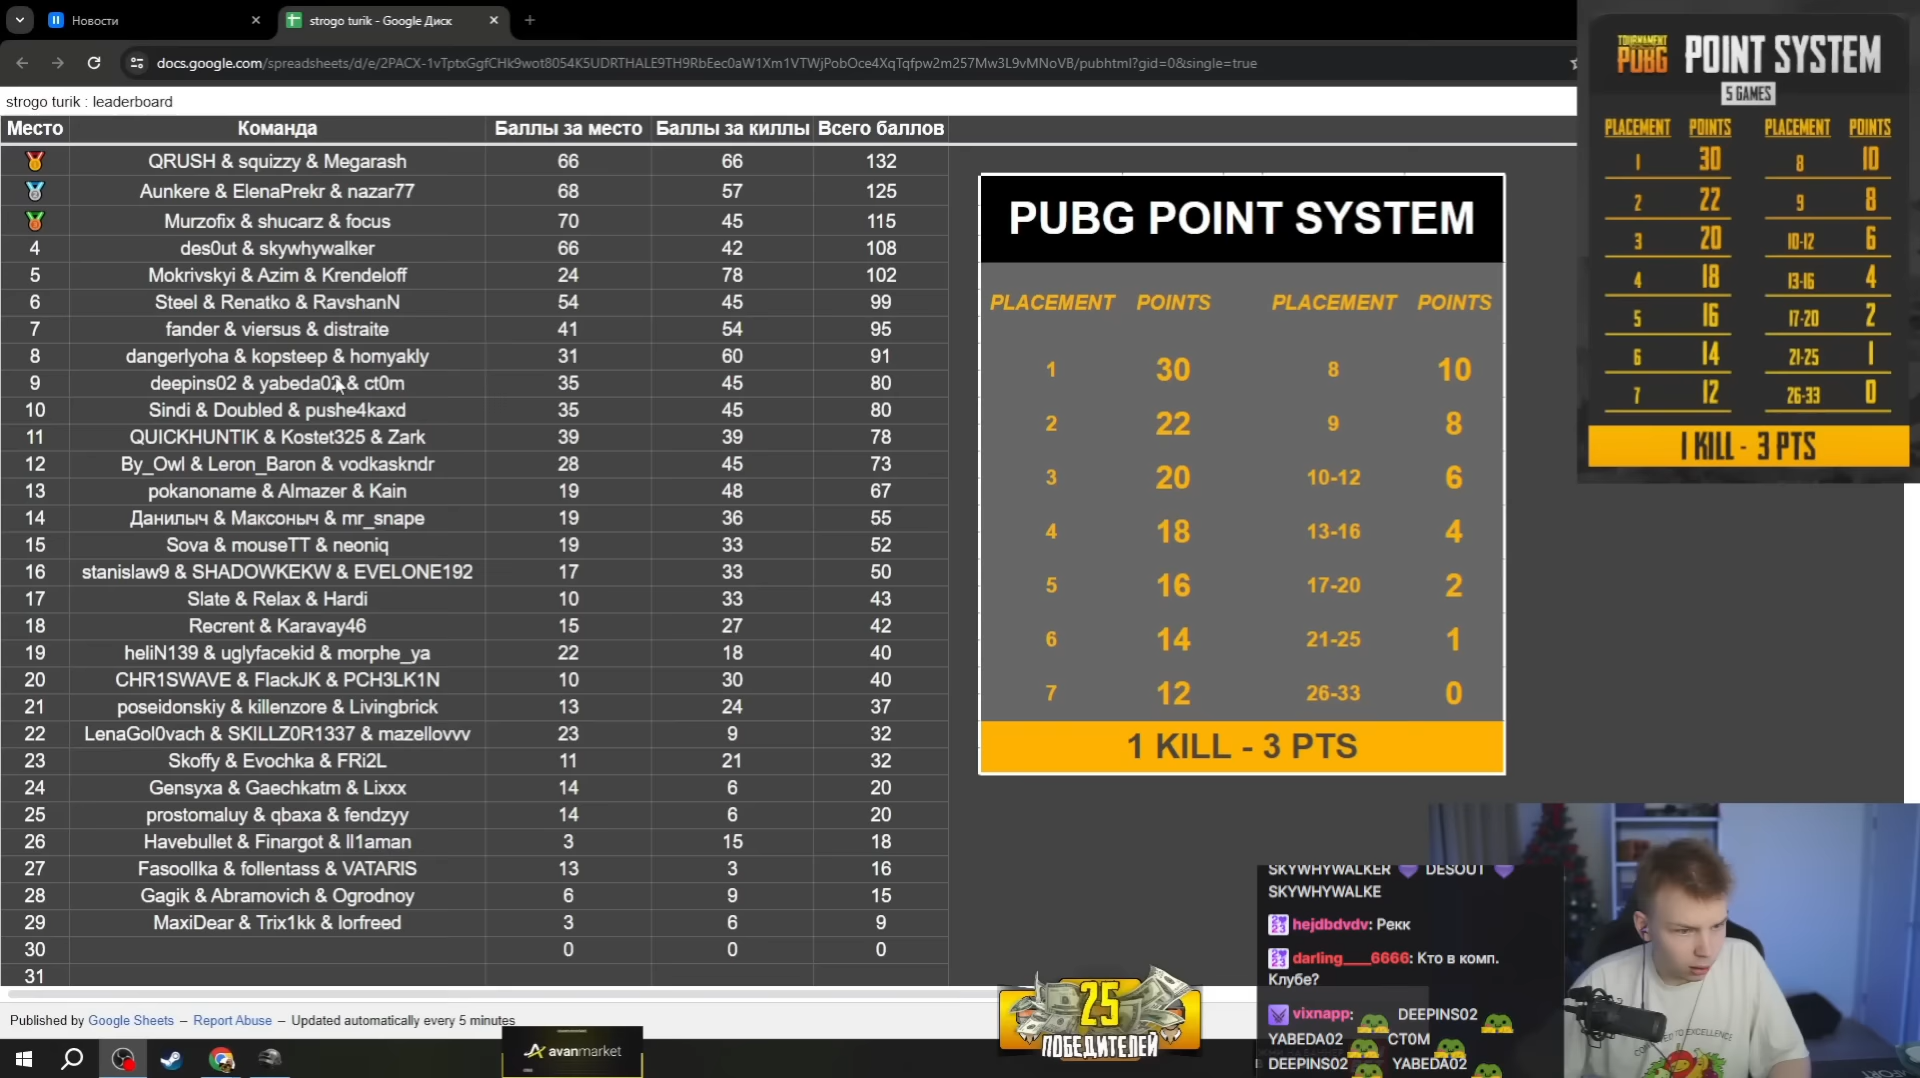 Новости
strogo turik - Google Диск
docs.google.com/spreadsheets/d/e/2PACX-1vTptxGgfCHk9wot8054K5UDRTHALE9TH9RbEec0aW1Xm1VTWjPobOce4XqTqfpw2m257Mw3L9vMNoVB/pubhtml?gid=0&single=true
strogo turik : leaderboard
Место Команда Баллы за место Баллы за киллы Всего баллов
QRUSH & squizzy & Megarash 66 66 132
Aunkere & ElenaPrekr & nazar77 68 57 125
Murzofix & shucarz & focus 70 45 115
4 des0ut & skywhywalker 66 42 108
5 Mokrivskyi & Azim & Krendeloff 24 78 102
6 Steel & Renatko & RavshanN 54 45 99
7 fander & viersus & distraite 41 54 95
8 dangerlyoha & kopsteep & homyakly 31 60 91
9 deepins02 & yabeda02 & ct0m 35 45 80
10 Sindi & Doubled & pushe4kaxd 35 45 80
11 QUICKHUNTIK & Kostet325 & Zark 39 39 78
12 By_Owl & Leron_Baron & vodkaskndr 28 45 73
13 pokanoname & Almazer & Kain 19 48 67
14 Данилыч & Максоныч & mr_snape 19 36 55
15 Sova & mouseTT & neoniq 19 33 52
16 stanislaw9 & SHADOWKEKW & EVELONE192 17 33 50
17 Slate & Relax & Hardi 10 33 43
18 Recrent & Karavay46 15 27 42
19 heliN139 & uglyfacekid & morphe_ya 22 18 40
20 CHR1SWAVE & FlackJK & PCH3LK1N 10 30 40
21 poseidonskiy & killenzore & Livingbrick 13 24 37
22 LenaGol0vach & SKILLZ0R1337 & mazellovvv 23 9 32
23 Skoffy & Evochka & FRi2L 11 21 32
24 Gensyxa & Gaechkatm & Lixxx 14 6 20
25 prostomaluy & qbaxa & fendzyy 14 6 20
26 Havebullet & Finargot & ll1aman 3 15 18
27 Fasoollka & follentass & VATARIS 13 3 16
28 Gagik & Abramovich & Ogrodnoy 6 9 15
29 MaxiDear & Trix1kk & lorfreed 3 6 9
30 0 0 0
31
Published by Google Sheets – Report Abuse – Updated automatically every 5 minutes
PUBG POINT SYSTEM
PLACEMENT POINTS PLACEMENT POINTS
1 30 8 10
2 22 9 8
3 20 10-12 6
4 18 13-16 4
5 16 17-20 2
6 14 21-25 1
7 12 26-33 0
1 KILL - 3 PTS
TOURNAMENT
PUBG
POINT SYSTEM
5 GAMES
PLACEMENT POINTS PLACEMENT POINTS
1 30 8 10
2 22 9 8
3 20 10-12 6
4 18 13-16 4
5 16 17-20 2
6 14 21-25 1
7 12 26-33 0
1 KILL - 3 PTS
SKYWHYWALKER DESOUT
SKYWHYWALKE
hejdbdvdv: Рекк
darling___6666: Кто в комп.
Клубе?
vixnapp: DEEPINS02
YABEDA02 CT0M
DEEPINS02 YABEDA02
25
ПОБЕДИТЕЛЕЙ
avanmarket